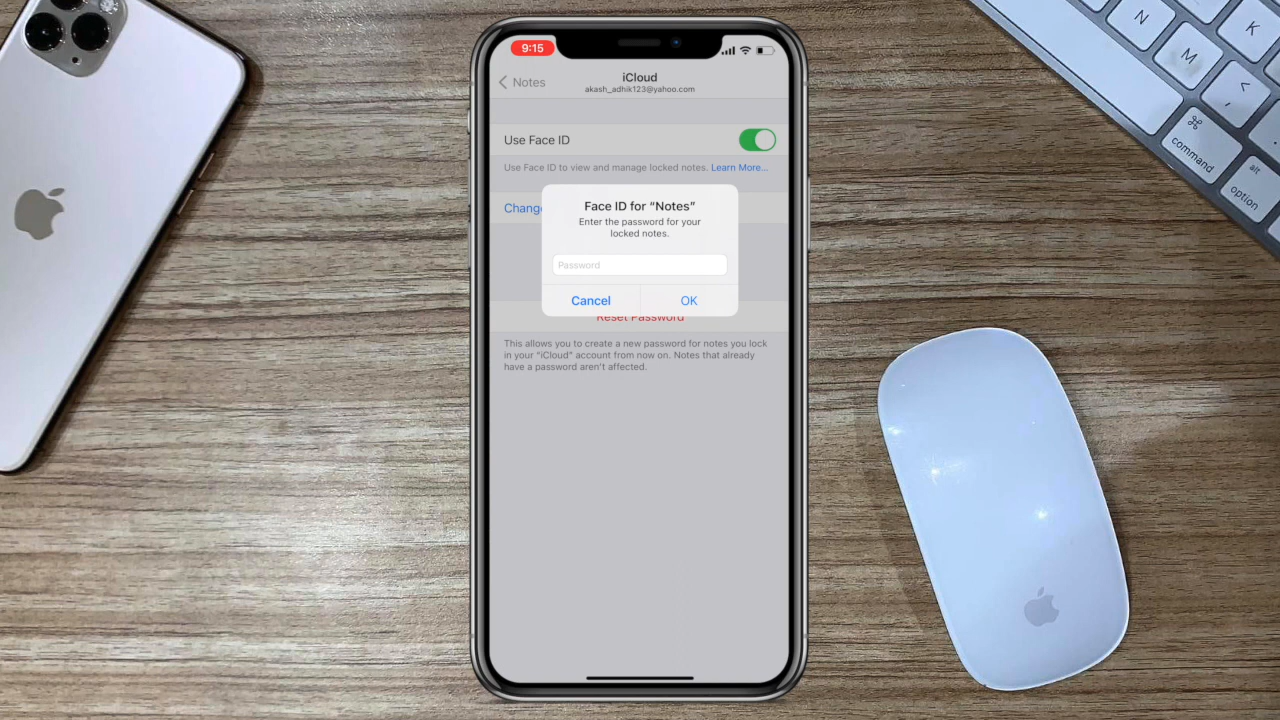 9:15
Notes
iCloud
akash_adhik123@yahoo.com
Use Face ID
Use Face ID to view and manage locked notes. Learn More...
Change
Face ID for “Notes”
Enter the password for your
locked notes.
Password
Cancel
OK
Reset Password
This allows you to create a new password for notes you lock
in your “iCloud” account from now on. Notes that already
have a password aren’t affected.
N
K
M
<
,
⌘
command
alt
option